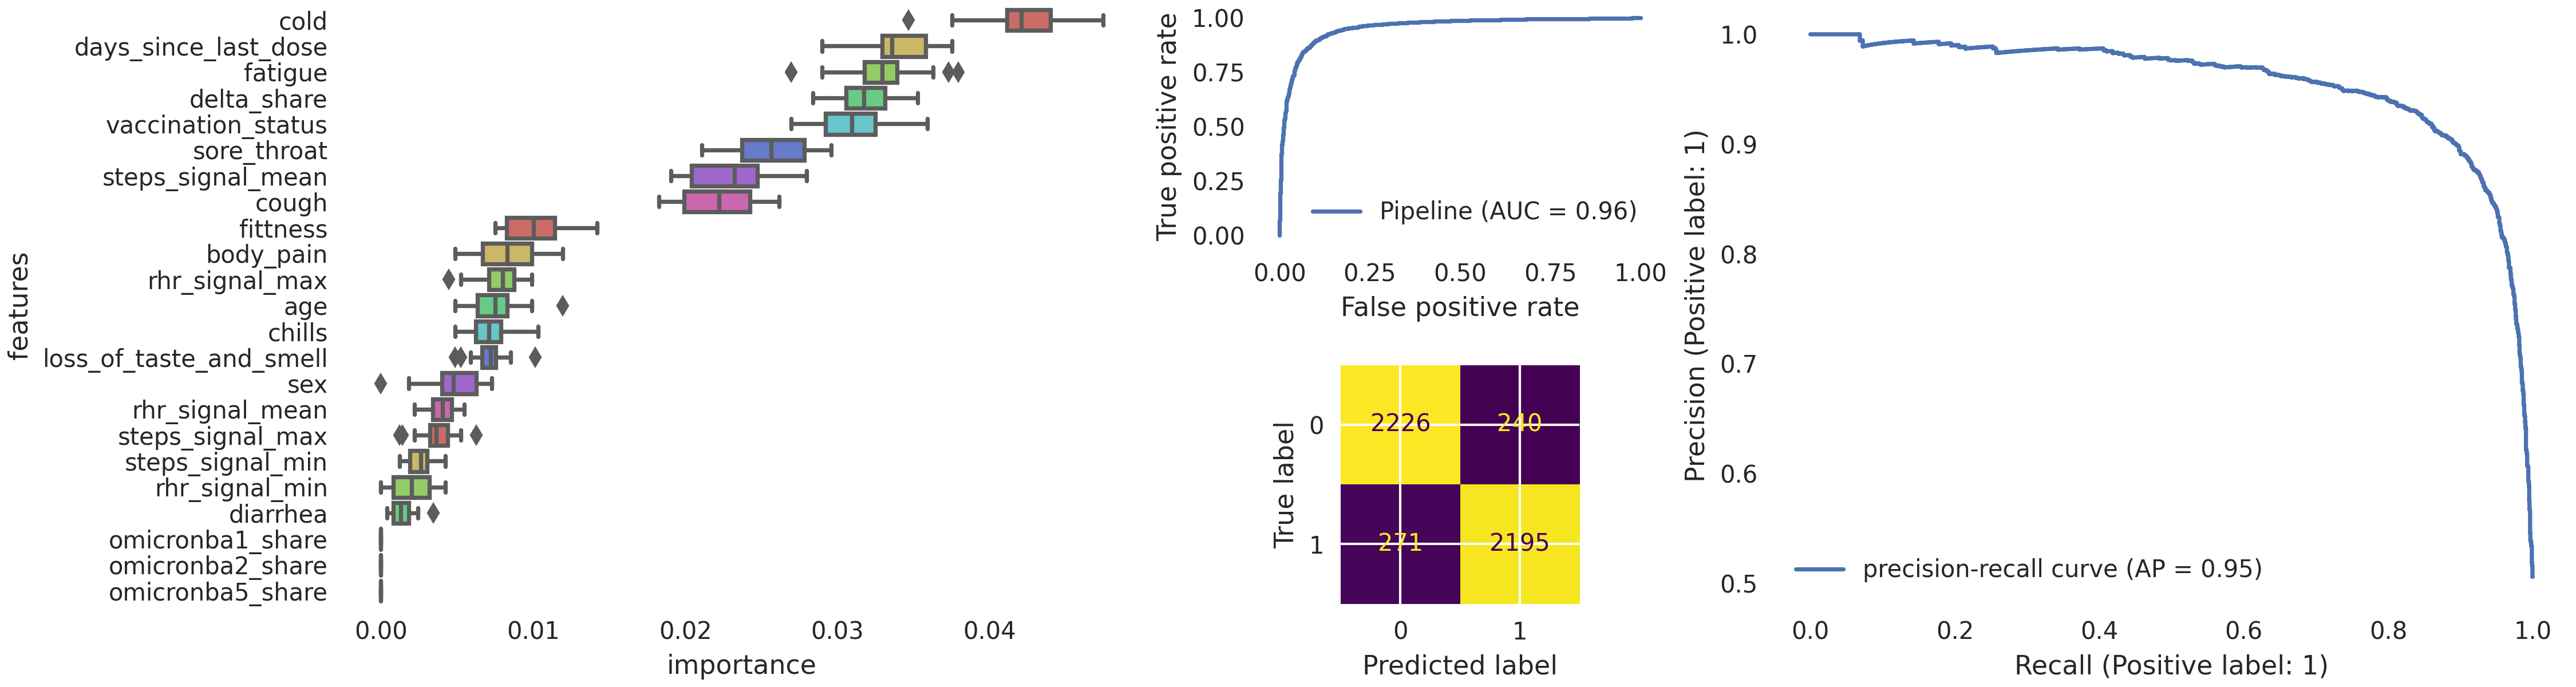 features
cold
days_since_last_dose
fatigue
delta_share
vaccination_status
sore_throat
steps_signal_mean
cough
fittness
body_pain
rhr_signal_max
age
chills
loss_of_taste_and_smell
sex
rhr_signal_mean
steps_signal_max
steps_signal_min
rhr_signal_min
diarrhea
omicronba1_share
omicronba2_share
omicronba5_share
0.00 0.01 0.02 0.03 0.04
importance
True positive rate
1.00
0.75
0.50
0.25
0.00
Pipeline (AUC = 0.96)
0.00 0.25 0.50 0.75 1.00
False positive rate
True label
0
1
2226 240
271 2195
0 1
Predicted label
Precision (Positive label: 1)
1.0
0.9
0.8
0.7
0.6
0.5
precision-recall curve (AP = 0.95)
0.0 0.2 0.4 0.6 0.8 1.0
Recall (Positive label: 1)